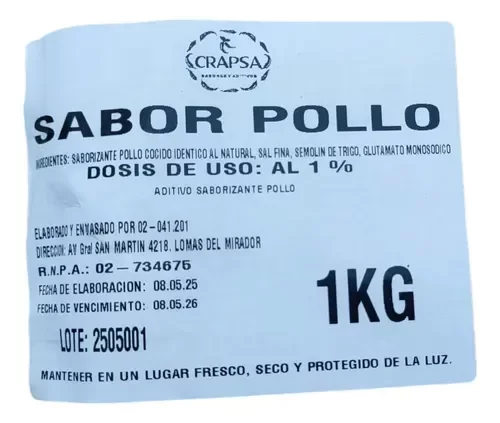 CRAPSA
SABOR POLLO
INGREDIENTES: SABORIZANTE POLLO COCIDO IDENTICO AL NATURAL, SAL FINA, SEMOLIN DE TRIGO, GLUTAMATO MONOSODICO
DOSIS DE USO: AL 1 %
ADITIVO SABORIZANTE POLLO
ELABORADO Y ENVASADO POR 02-041.201
DIRECCION: AV Gral SAN MARTIN 4218. LOMAS DEL MIRADOR
R.N.P.A.: 02-734675
FECHA DE ELABORACION: 08.05.25
FECHA DE VENCIMIENTO: 08.05.26
1KG
LOTE: 2505001
MANTENER EN UN LUGAR FRESCO, SECO Y PROTEGIDO DE LA LUZ.